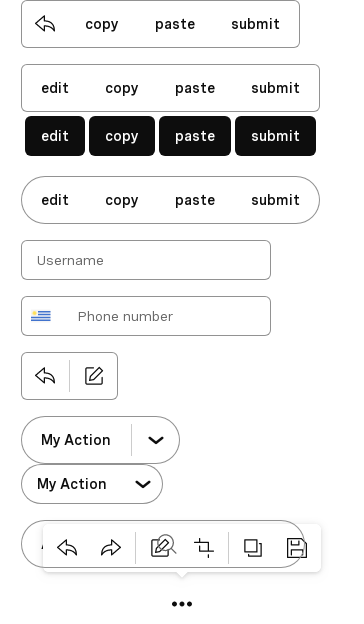 copy paste submit
edit copy paste submit
edit copy paste submit
edit copy paste submit
Username
Phone number
My Action
My Action